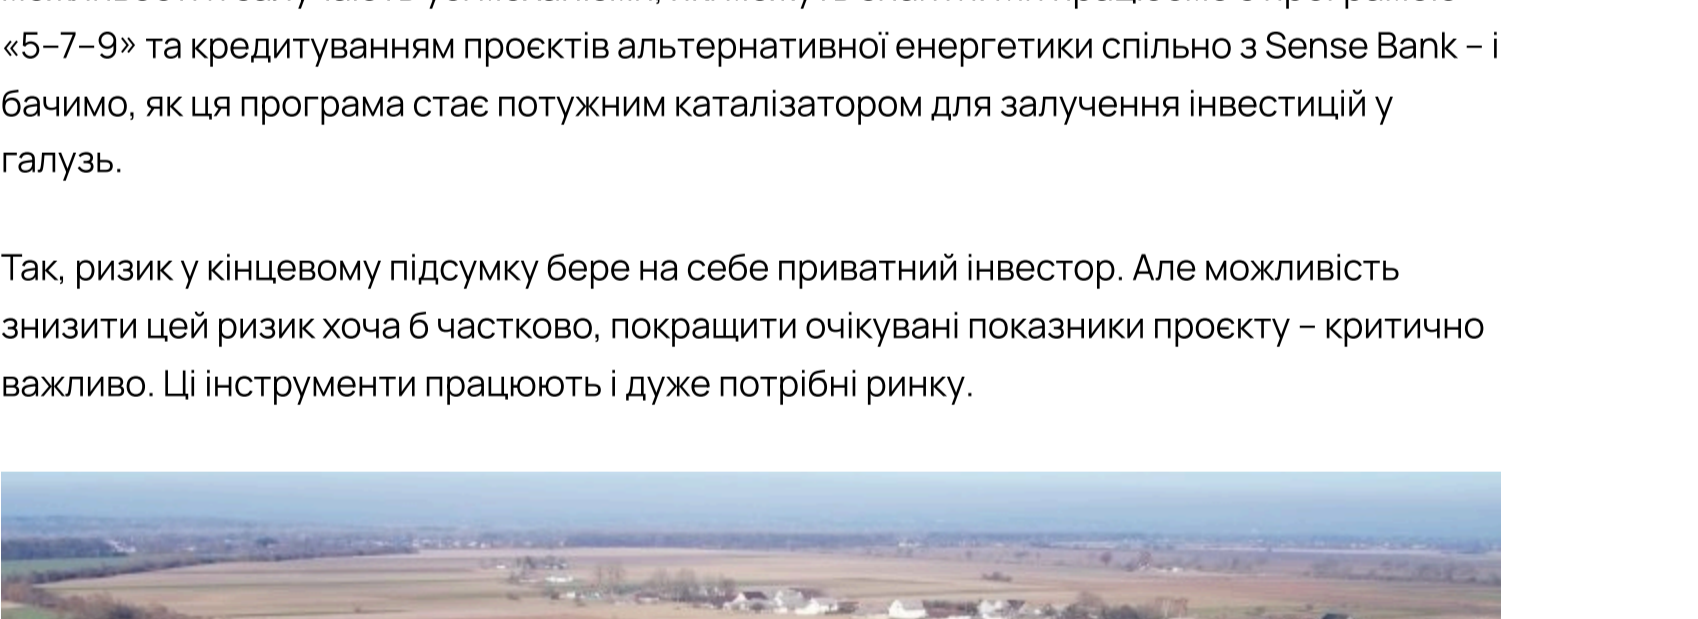 «5–7–9» та кредитуванням проєктів альтернативної енергетики спільно з Sense Bank – і
бачимо, як ця програма стає потужним каталізатором для залучення інвестицій у
галузь.
Так, ризик у кінцевому підсумку бере на себе приватний інвестор. Але можливість
знизити цей ризик хоча б частково, покращити очікувані показники проєкту – критично
важливо. Ці інструменти працюють і дуже потрібні ринку.